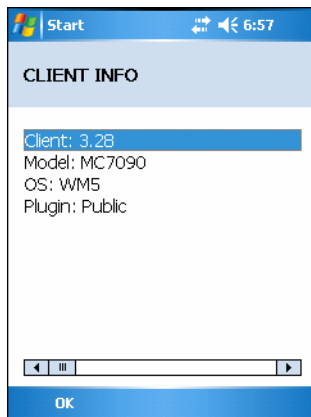 Start 6:57
CLIENT INFO
Client: 3.28
Model: MC7090
OS: WM5
Plugin: Public
OK